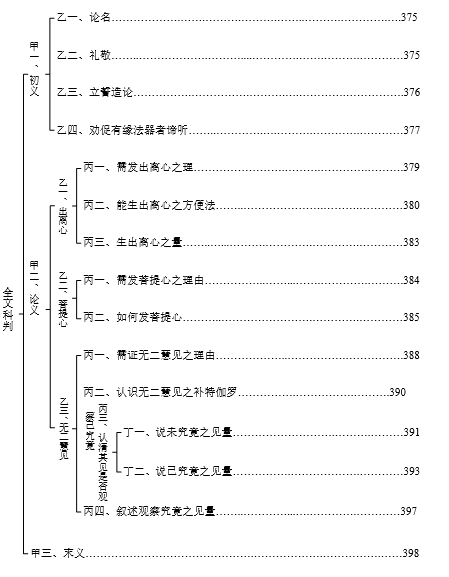 全文科判
甲一、初义
乙一、论名……375
乙二、礼敬……375
乙三、立誓造论……376
乙四、劝促有缘法器者谛听……377
甲二、论义
乙一、出离心
丙一、需发出离心之理……379
丙二、能生出离心之方便法……380
丙三、生出离心之量……383
乙二、菩提心
丙一、需发菩提心之理由……384
丙二、如何发菩提心……385
乙三、无二慧见
丙一、需证无二慧见之理由……388
丙二、认识无二慧见之补特伽罗……390
丙三、认清其见是否观
察已究竟
丁一、说未究竟之见量……391
丁二、说已究竟之见量……393
丙四、叙述观察究竟之见量……397
甲三、末义……398